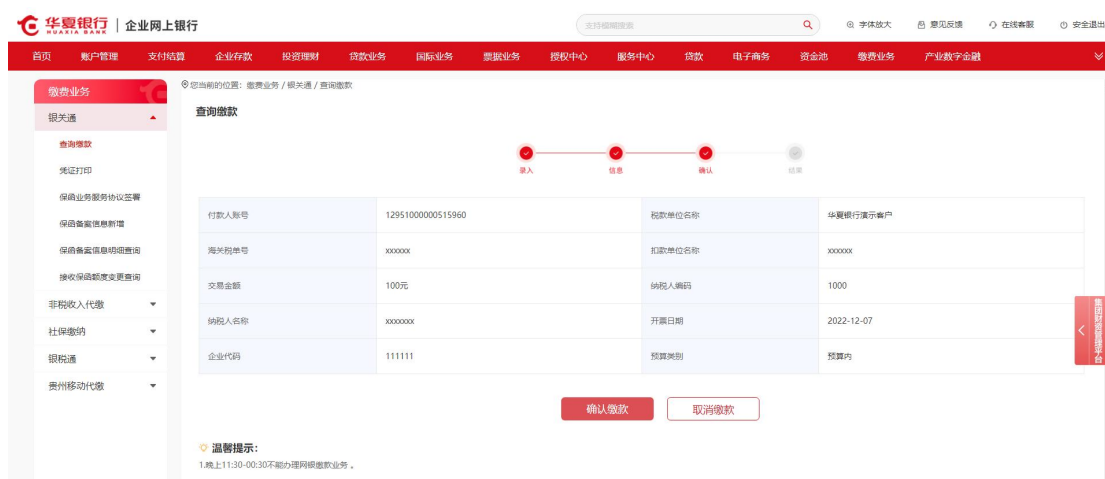 华夏银行 | 企业网上银行
HUAXIA BANK
支持模糊搜索
字体放大 意见反馈 在线客服 安全退出
首页 账户管理 支付结算 企业存款 投资理财 贷款业务 国际业务 票据业务 授权中心 服务中心 贷款 电子商务 资金池 缴费业务 产业数字金融
缴费业务
银关通
查询缴款
凭证打印
保函业务服务协议签署
保函备案信息新增
保函备案信息明细查询
接收保函额度变更查询
非税收入代缴
社保缴纳
银税通
贵州移动代缴
您当前的位置：缴费业务 / 银关通 / 查询缴款
查询缴款
录入 信息 确认 结果
付款人账号 12951000000515960 税款单位名称 华夏银行演示客户
海关税单号 xxxxxx 扣款单位名称 xxxxxx
交易金额 100元 纳税人编码 1000
纳税人名称 xxxxxxx 开票日期 2022-12-07
企业代码 111111 预算类别 预算内
确认缴款 取消缴款
温馨提示：
1.晚上11:30-00:30不能办理网银缴款业务 。
集团财资管理平台